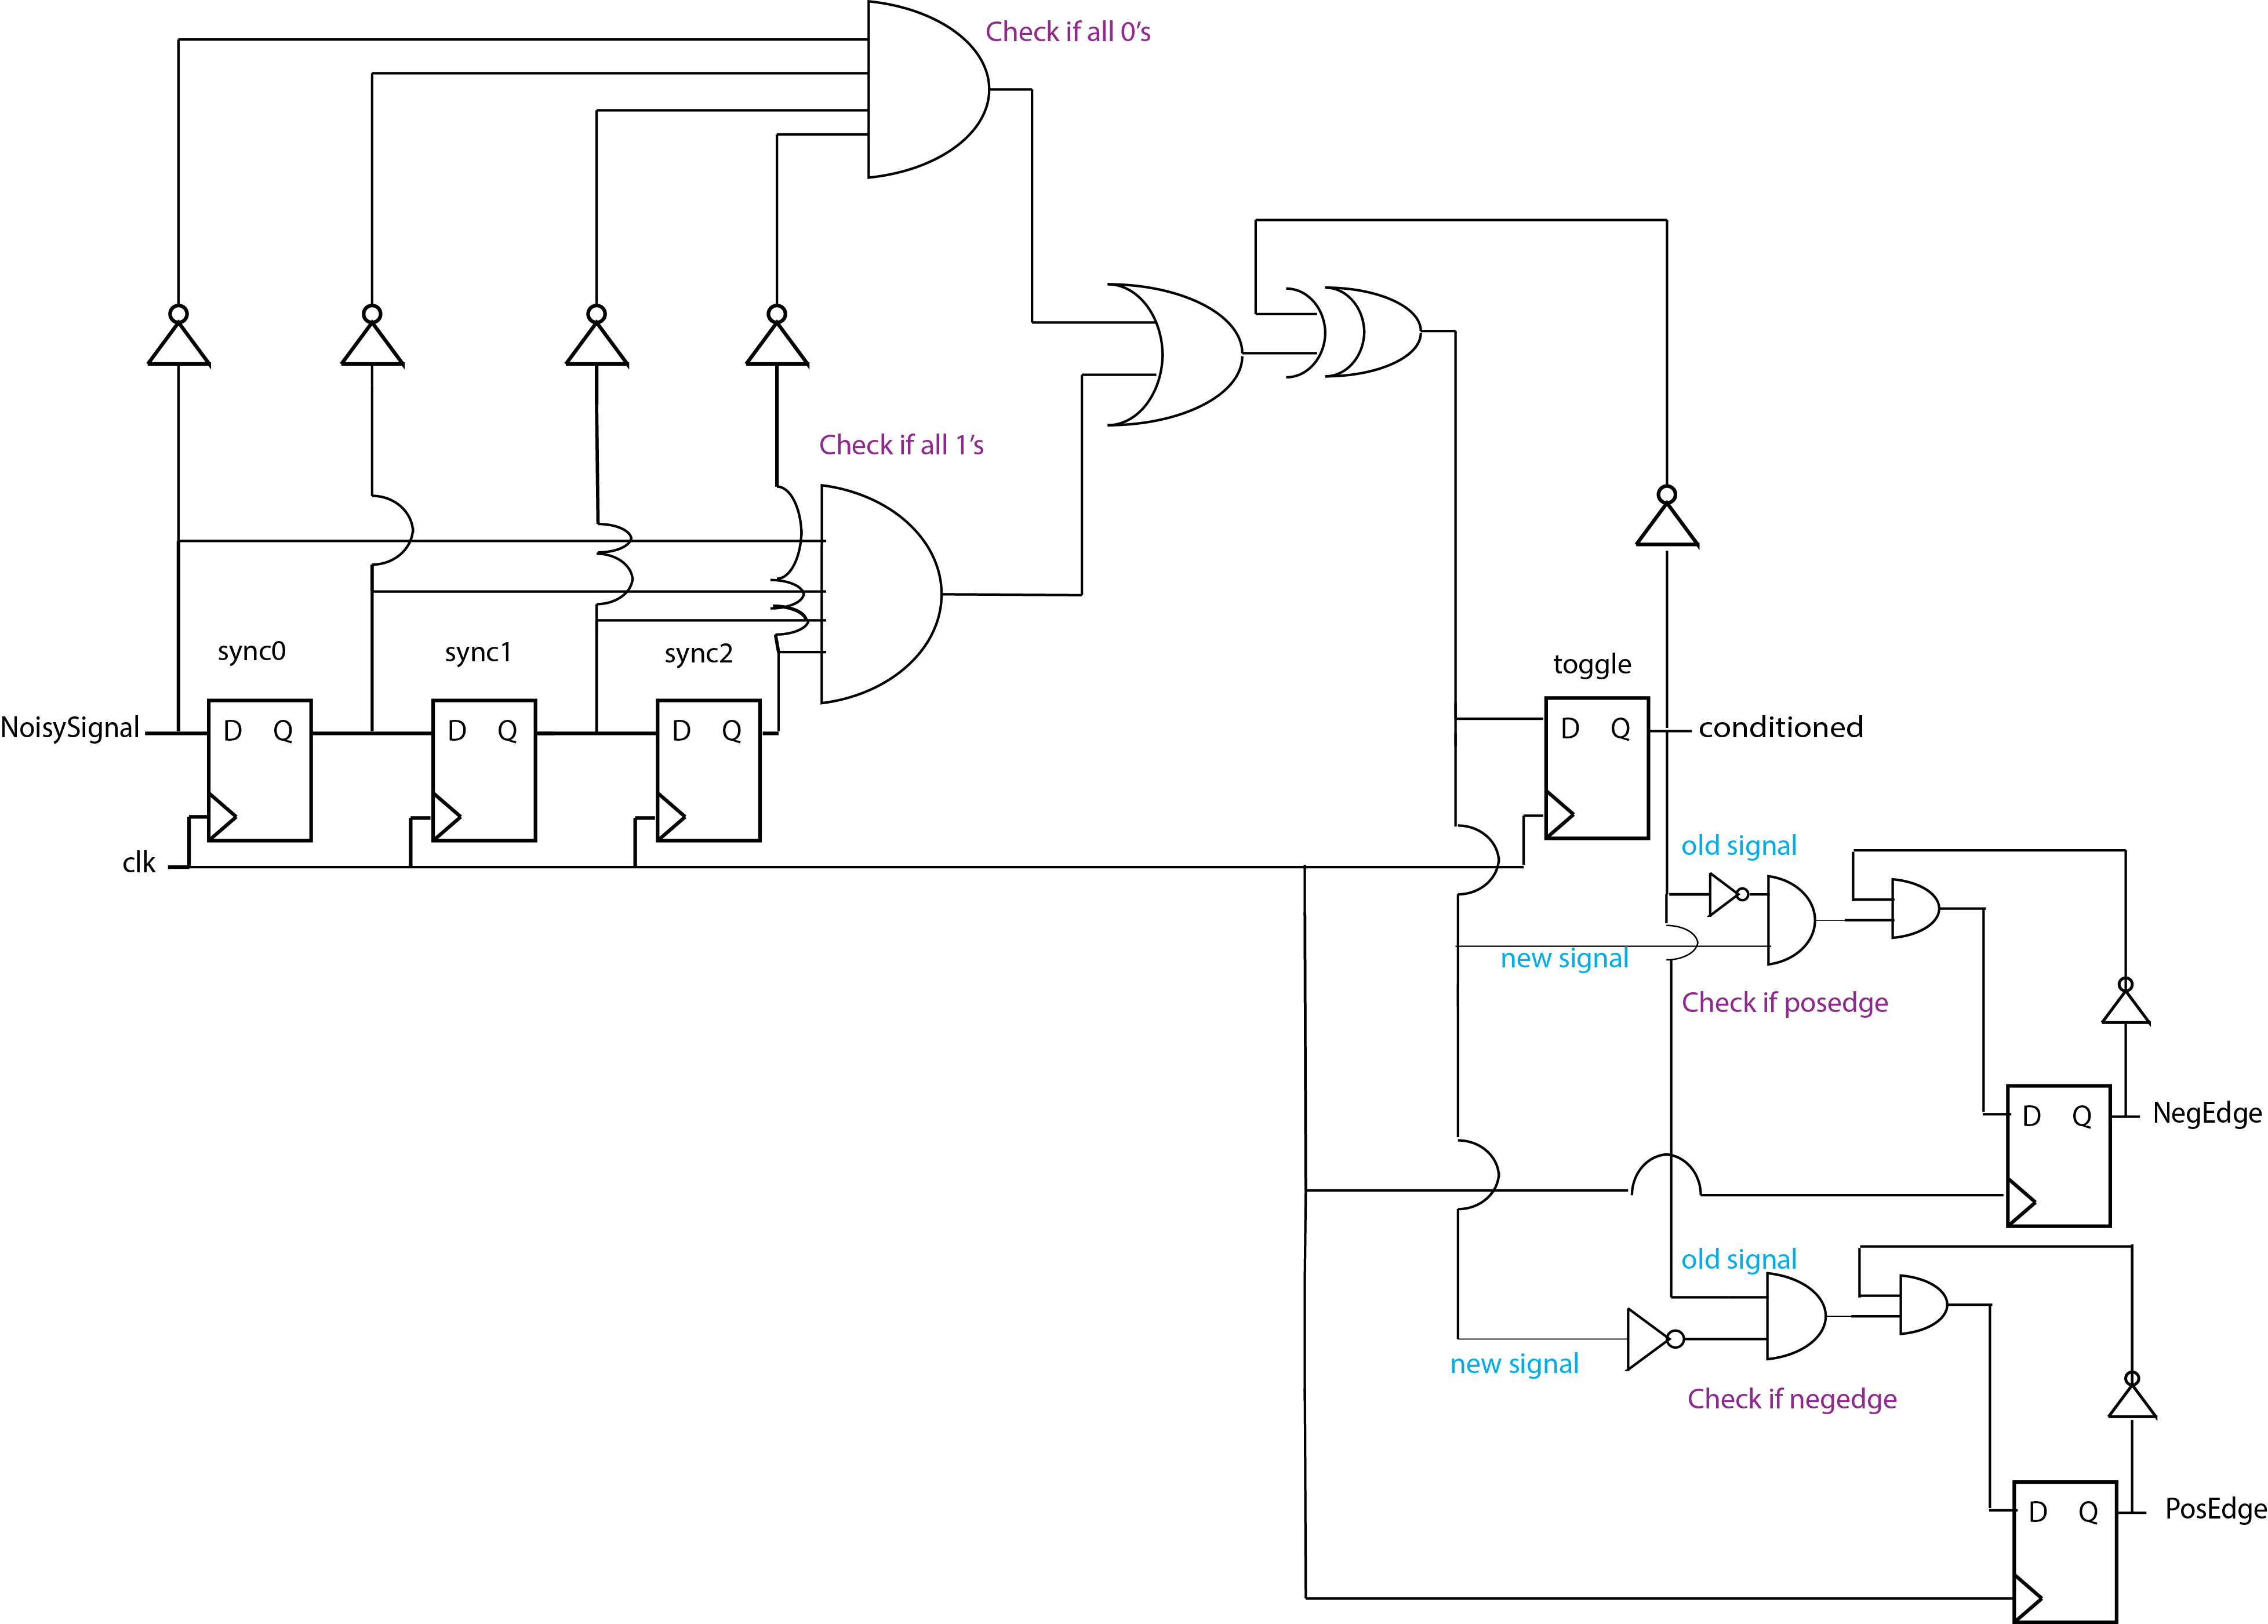 Check if all 0's
Check if all 1's
sync0
sync1
sync2
toggle
NoisySignal
D Q
D Q
D Q
D Q
conditioned
clk
old signal
new signal
Check if posedge
D Q
NegEdge
old signal
new signal
Check if negedge
D Q
PosEdge